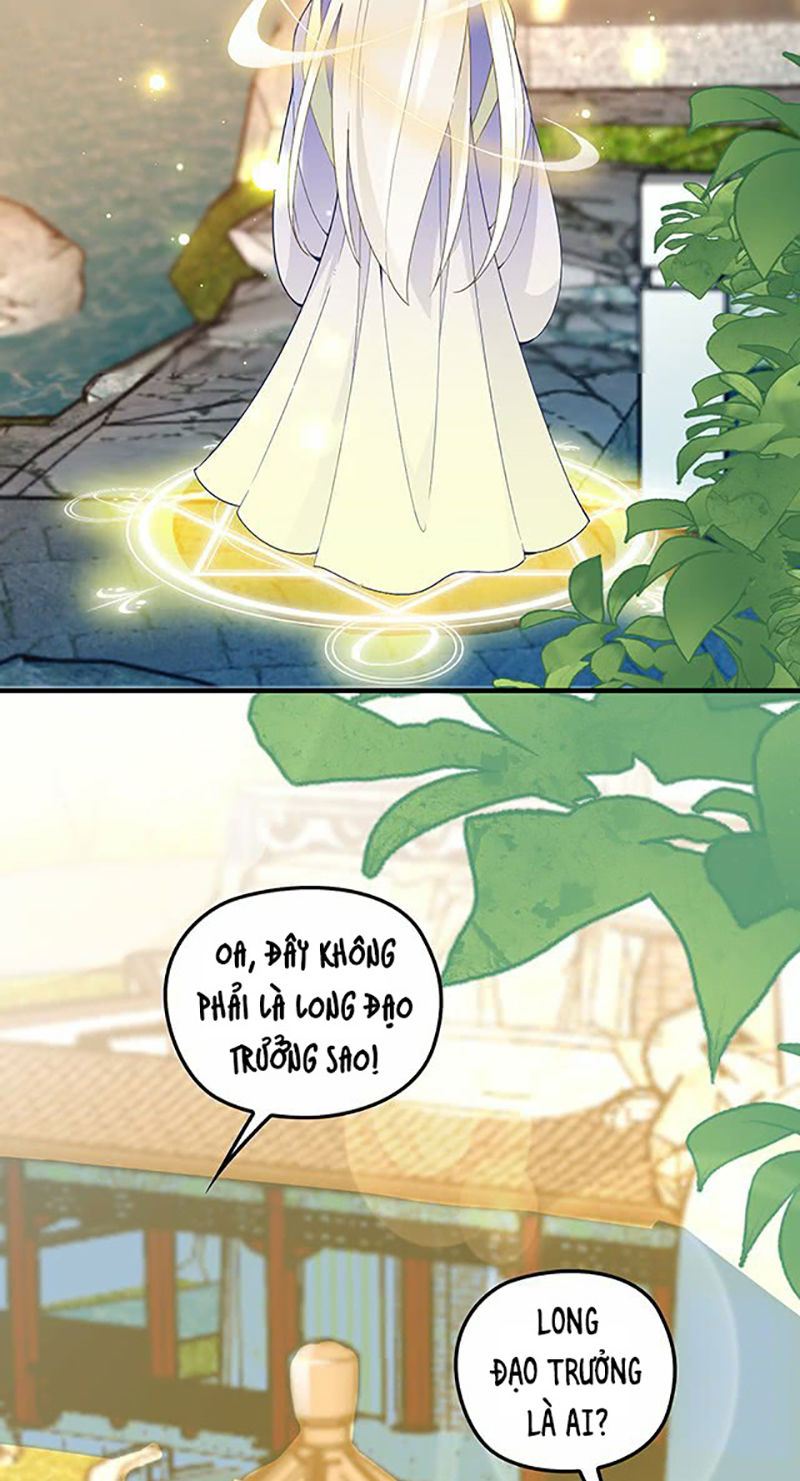 OA, ĐÂY KHÔNG
PHẢI LÀ LONG ĐẠO
TRƯỞNG SAO!
LONG
ĐẠO TRƯỞNG
LÀ AI?